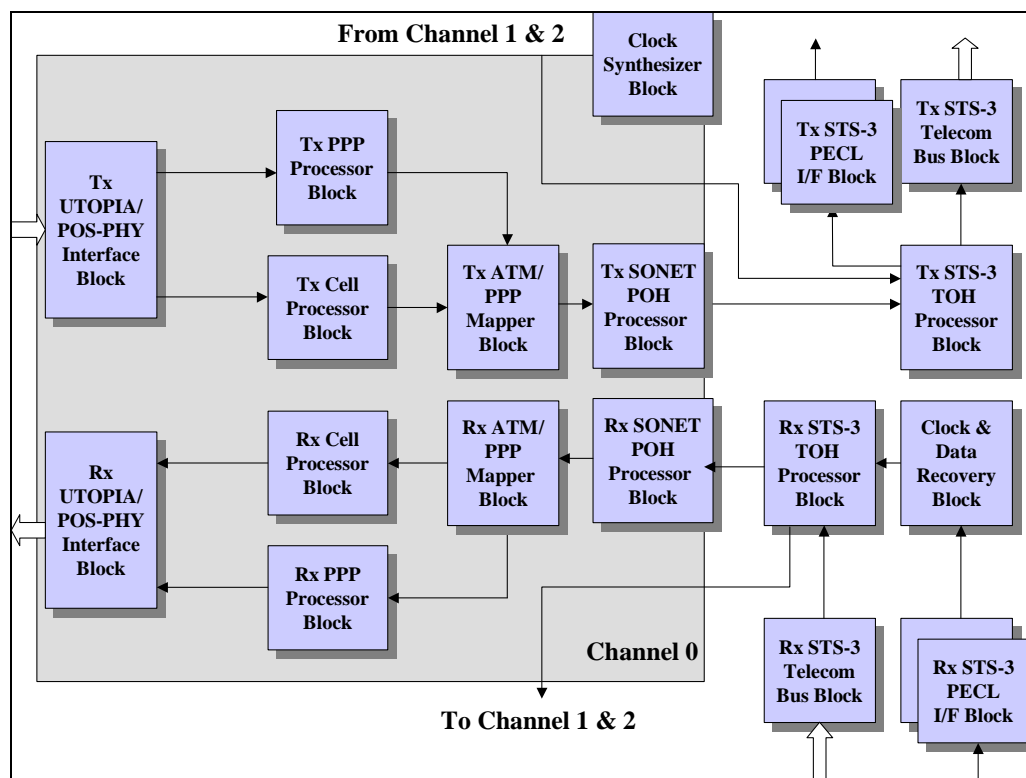 From Channel 1 & 2
Clock
Synthesizer
Block
Tx STS-3
PECL
I/F Block
Tx STS-3
Telecom
Bus Block
Tx
UTOPIA/
POS-PHY
Interface
Block
Tx PPP
Processor
Block
Tx Cell
Processor
Block
Tx ATM/
PPP
Mapper
Block
Tx SONET
POH
Processor
Block
Tx STS-3
TOH
Processor
Block
Rx
UTOPIA/
POS-PHY
Interface
Block
Rx Cell
Processor
Block
Rx ATM/
PPP
Mapper
Block
Rx SONET
POH
Processor
Block
Rx STS-3
TOH
Processor
Block
Clock &
Data
Recovery
Block
Rx PPP
Processor
Block
Channel 0
To Channel 1 & 2
Rx STS-3
Telecom
Bus Block
Rx STS-3
PECL
I/F Block